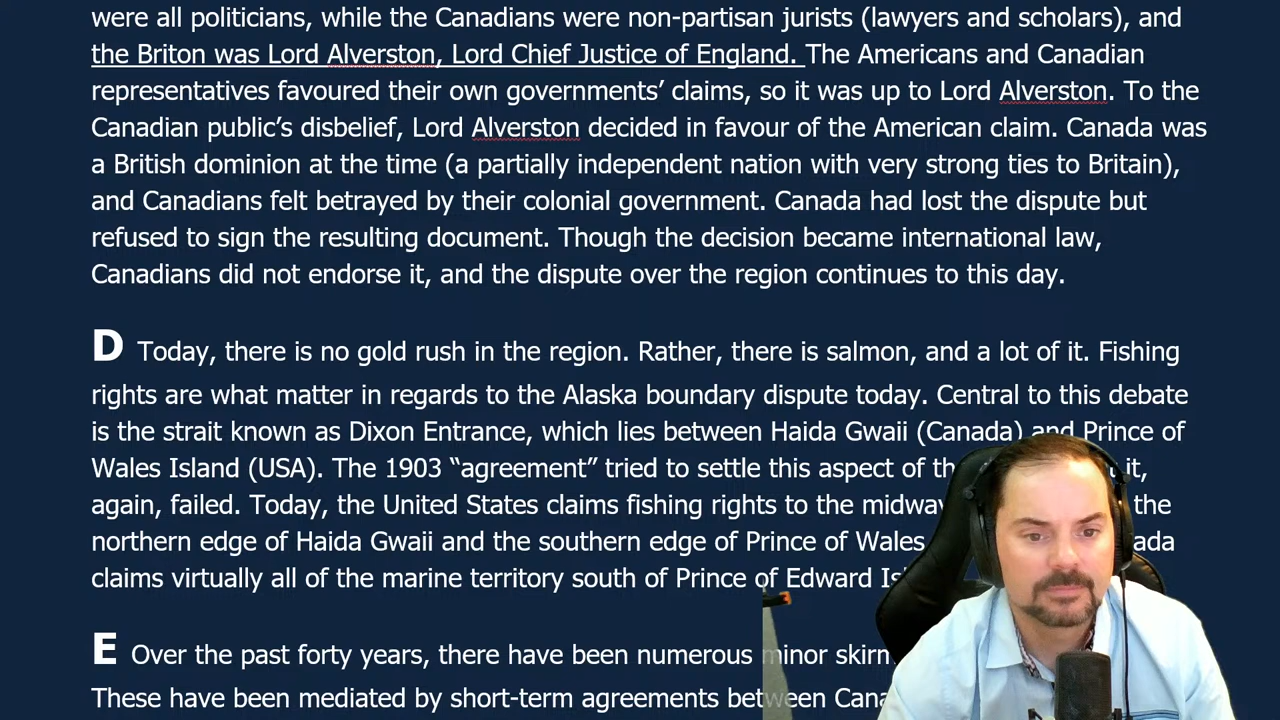 were all politicians, while the Canadians were non-partisan jurists (lawyers and scholars), and
the Briton was Lord Alverston, Lord Chief Justice of England. The Americans and Canadian
representatives favoured their own governments’ claims, so it was up to Lord Alverston. To the
Canadian public’s disbelief, Lord Alverston decided in favour of the American claim. Canada was
a British dominion at the time (a partially independent nation with very strong ties to Britain),
and Canadians felt betrayed by their colonial government. Canada had lost the dispute but
refused to sign the resulting document. Though the decision became international law,
Canadians did not endorse it, and the dispute over the region continues to this day.
D Today, there is no gold rush in the region. Rather, there is salmon, and a lot of it. Fishing
rights are what matter in regards to the Alaska boundary dispute today. Central to this debate
is the strait known as Dixon Entrance, which lies between Haida Gwaii (Canada) and Prince of
Wales Island (USA). The 1903 “agreement” tried to settle this aspect of it,
again, failed. Today, the United States claims fishing rights to the the
northern edge of Haida Gwaii and the southern edge of Prince of Wales
claims virtually all of the marine territory south of Prince of Edward
E Over the past forty years, there have been numerous minor
These have been mediated by short-term agreements between